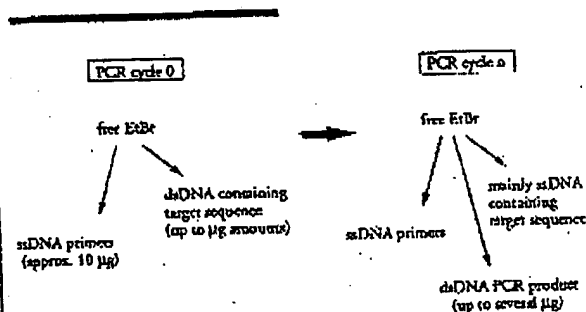 PCR cycle 0
free EtBr
dsDNA containing
target sequence
(up to µg amounts)
ssDNA primers
(approx. 10 µg)
PCR cycle n
free EtBr
mainly ssDNA
containing
target sequence
ssDNA primers
dsDNA PCR product
(up to several µg)